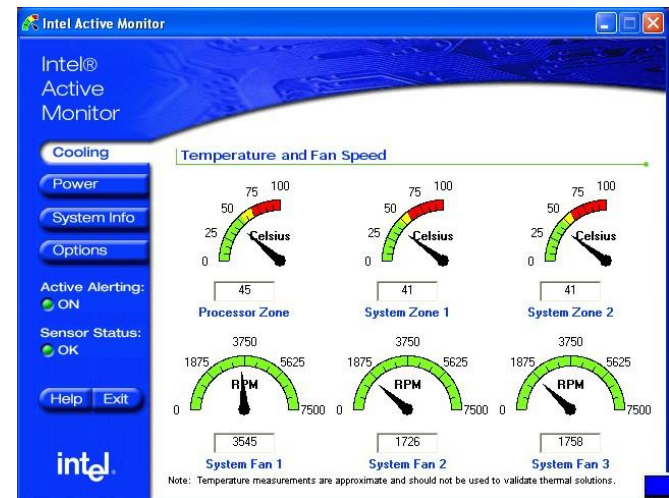 Intel Active Monitor
Intel®
Active
Monitor
Cooling
Power
System Info
Options
Active Alerting:
ON
Sensor Status:
OK
Help Exit
intel.
Temperature and Fan Speed
0 25 50 75 100
Celsius
45
Processor Zone
0 25 50 75 100
Celsius
41
System Zone 1
0 25 50 75 100
Celsius
41
System Zone 2
0 1875 3750 5625 7500
RPM
3545
System Fan 1
0 1875 3750 5625 7500
RPM
1726
System Fan 2
0 1875 3750 5625 7500
RPM
1758
System Fan 3
Note: Temperature measurements are approximate and should not be used to validate thermal solutions.